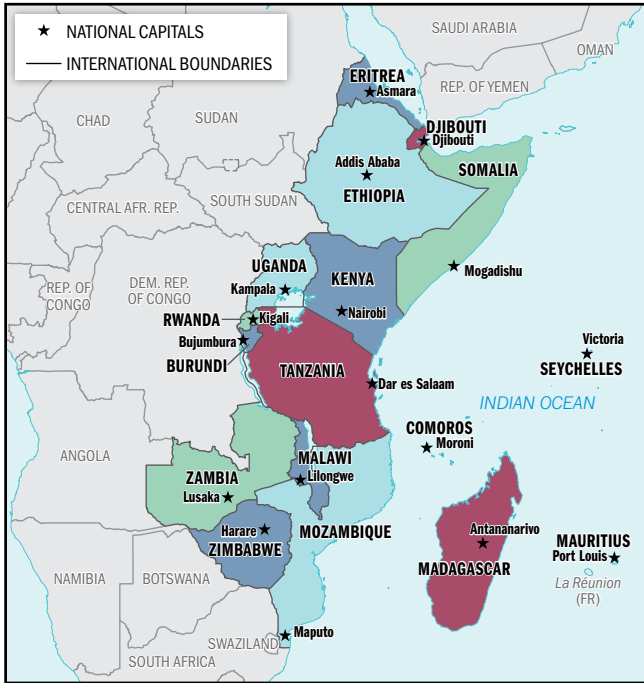 NATIONAL CAPITALS
INTERNATIONAL BOUNDARIES
SAUDI ARABIA
OMAN
ERITREA
Asmara
REP. OF YEMEN
CHAD
SUDAN
DJIBOUTI
Djibouti
Addis Ababa
ETHIOPIA
SOMALIA
SOUTH SUDAN
CENTRAL AFR. REP.
UGANDA
Kampala
KENYA
Nairobi
Mogadishu
REP. OF
CONGO
DEM. REP.
OF CONGO
RWANDA
Kigali
Bujumbura
BURUNDI
TANZANIA
Dar es Salaam
Victoria
SEYCHELLES
INDIAN OCEAN
COMOROS
Moroni
ANGOLA
ZAMBIA
Lusaka
MALAWI
Lilongwe
Harare
ZIMBABWE
MOZAMBIQUE
Antananarivo
MADAGASCAR
MAURITIUS
Port Louis
La Réunion
(FR)
NAMIBIA
BOTSWANA
Maputo
SWAZILAND
SOUTH AFRICA